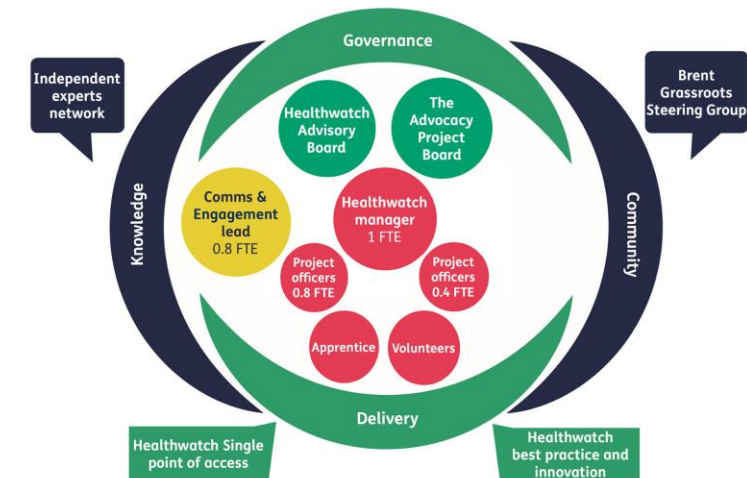 Governance
Independent
experts
network
Brent
Grassroots
Steering Group
Healthwatch
Advisory
Board
The
Advocacy
Project
Board
Knowledge
Comms &
Engagement
lead
0.8 FTE
Healthwatch
manager
1 FTE
Community
Project
officers
0.8 FTE
Project
officers
0.4 FTE
Apprentice
Volunteers
Delivery
Healthwatch Single
point of access
Healthwatch
best practice and
innovation